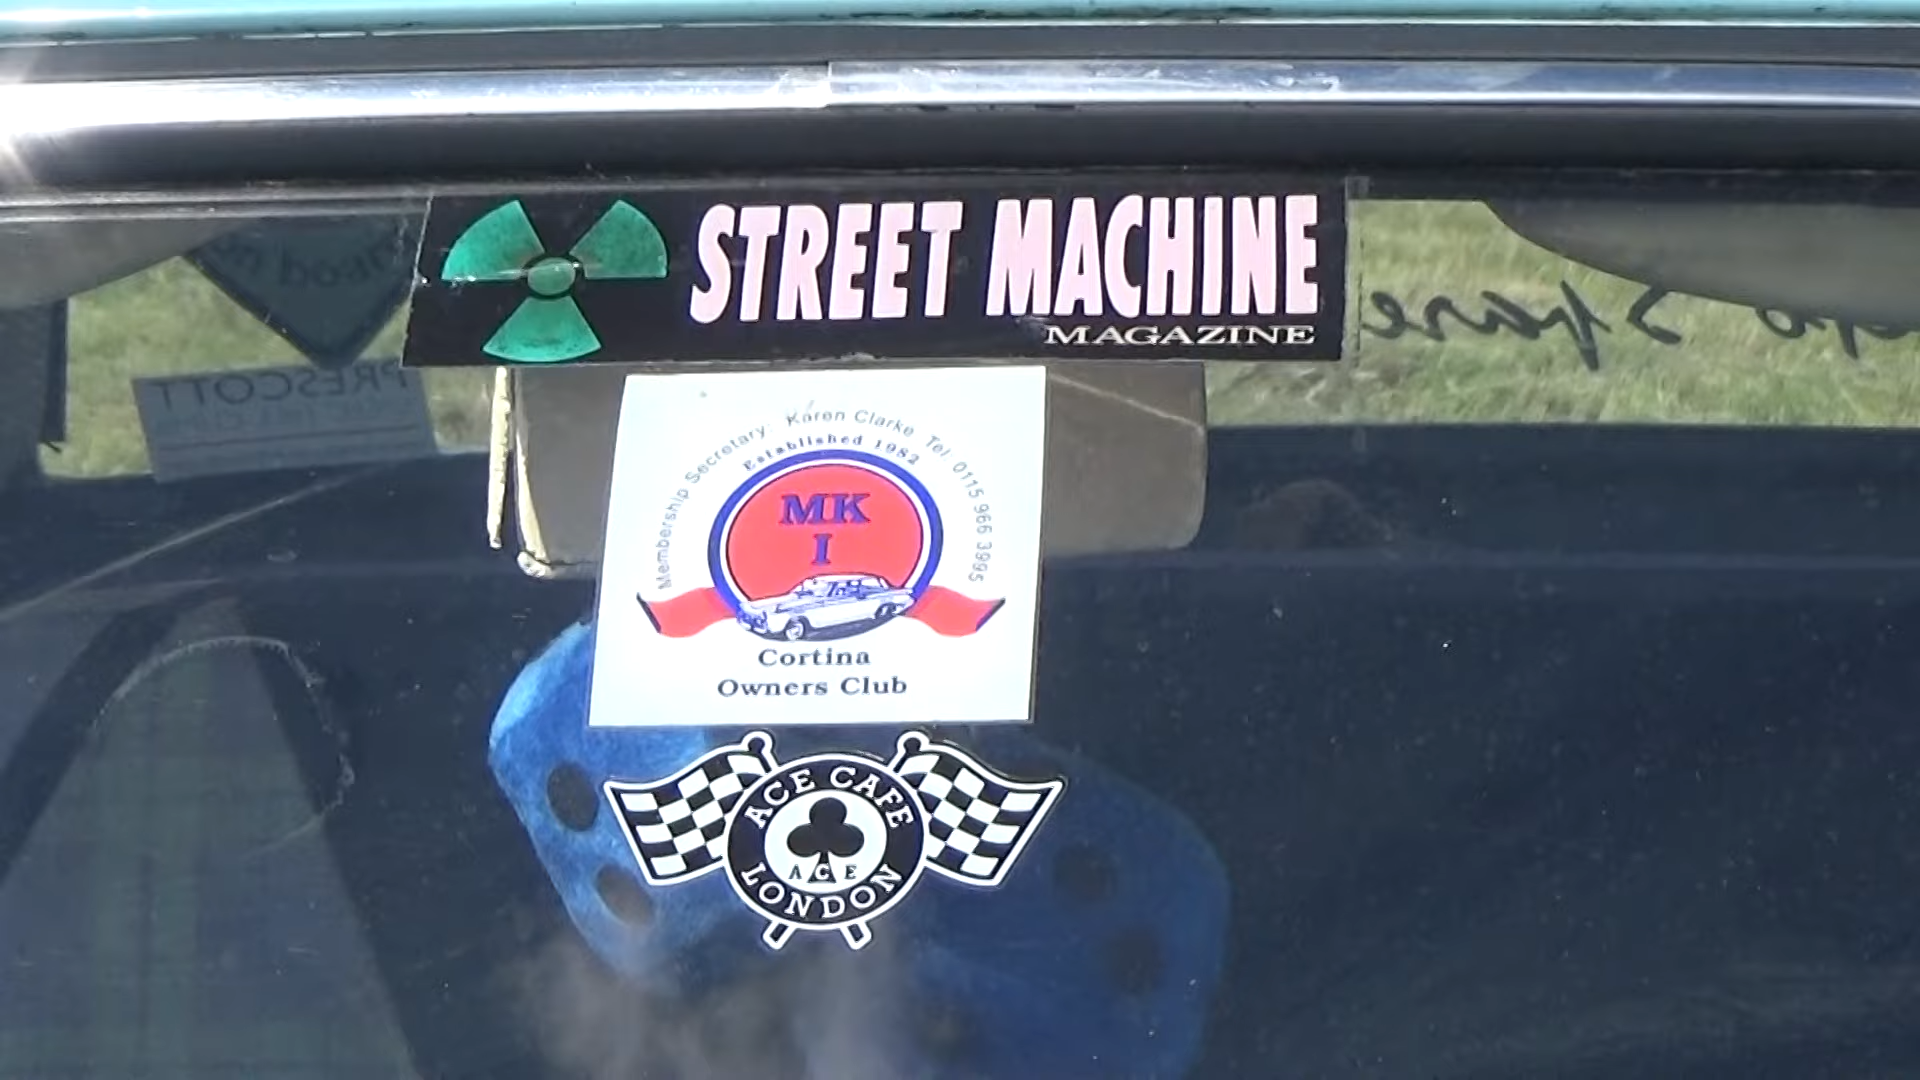 STREET MACHINE
MAGAZINE
Membership Secretary: Karen Clarke Tel 0115 966 3995
Established 1982
MK
I
Cortina
Owners Club
ACE CAFE
ACE
LONDON
PRESCOTT
Spare